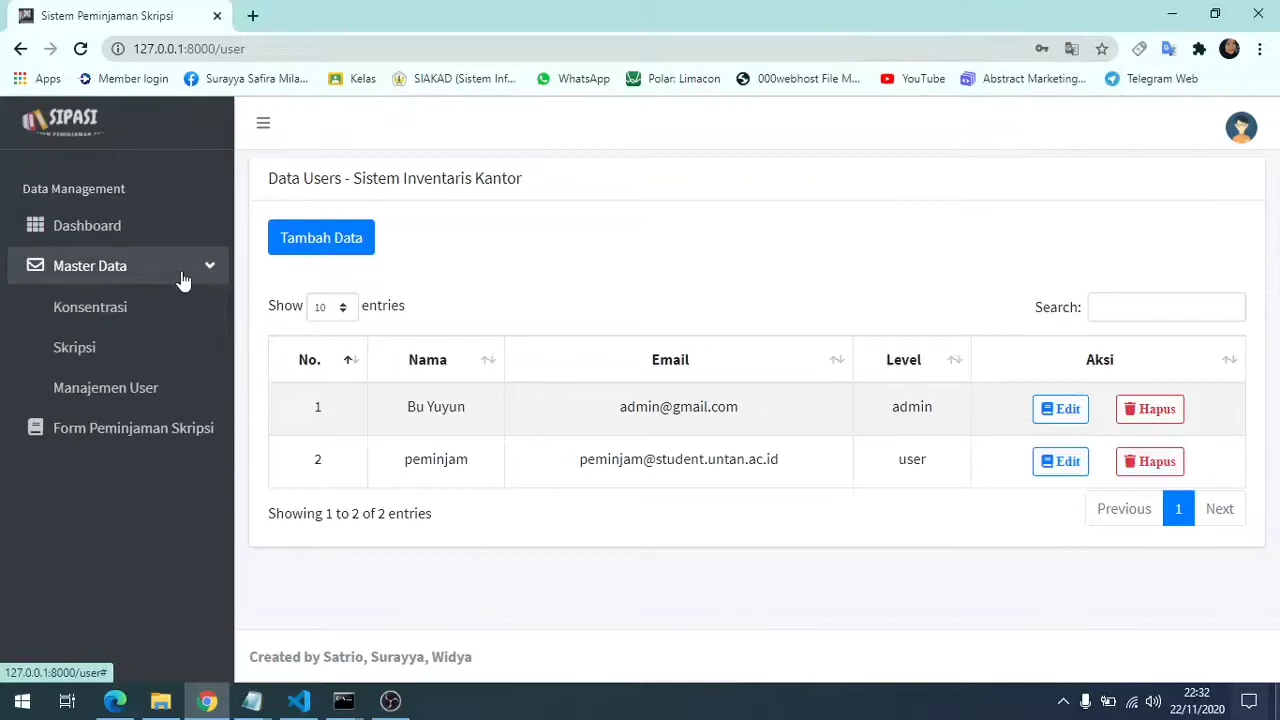 Sistem Peminjaman Skripsi
127.0.0.1:8000/user
Apps
Member login
Surayya Safira Mila...
Kelas
SIAKAD (Sistem Inf...
WhatsApp
Polar: Limacon
000webhost File M...
YouTube
Abstract Marketing...
Telegram Web
SIPASI
Data Management
Dashboard
Master Data
Konsentrasi
Skripsi
Manajemen User
Form Peminjaman Skripsi
Data Users - Sistem Inventaris Kantor
Tambah Data
Show 10 entries
Search:
No. Nama Email Level Aksi
1 Bu Yuyun admin@gmail.com admin Edit Hapus
2 peminjam peminjam@student.untan.ac.id user Edit Hapus
Showing 1 to 2 of 2 entries
Previous 1 Next
Created by Satrio, Surayya, Widya
127.0.0.1:8000/user#
22:32
22/11/2020